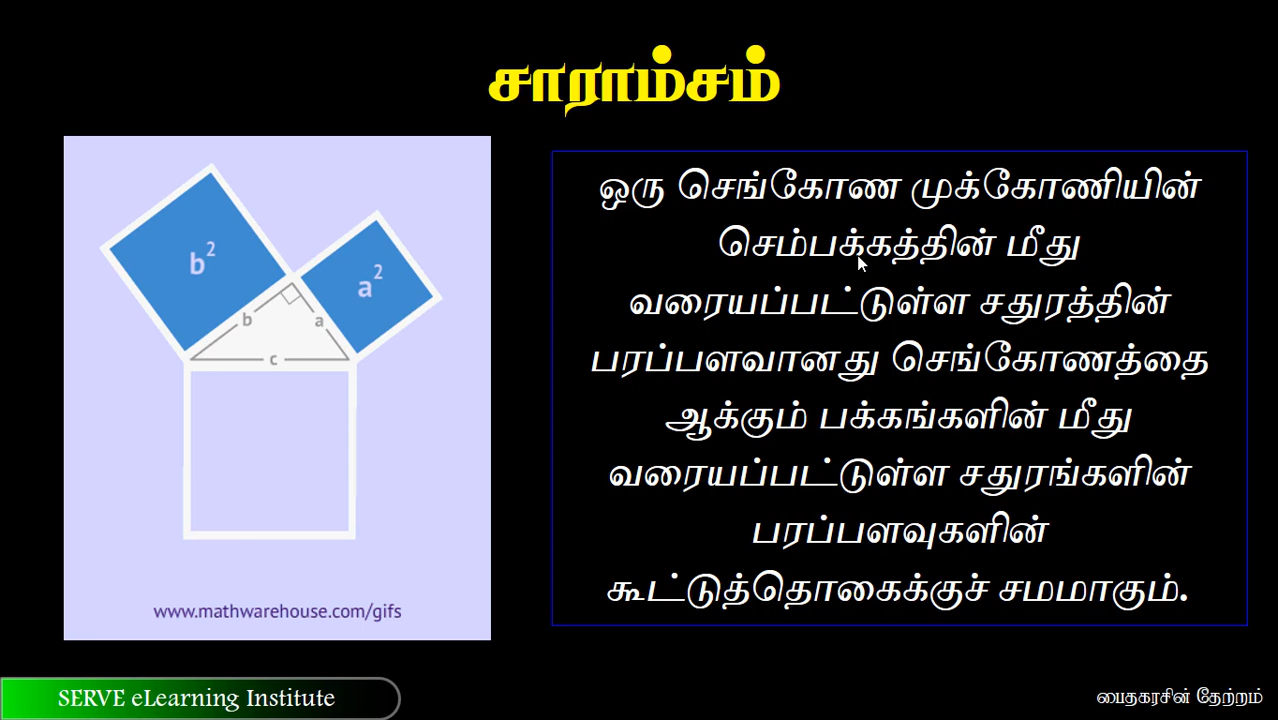 சாராம்சம்
b²
a²
b
a
c
www.mathwarehouse.com/gifs
ஒரு செங்கோண முக்கோணியின்
செம்பக்கத்தின் மீது
வரையப்பட்டுள்ள சதுரத்தின்
பரப்பளவானது செங்கோணத்தை
ஆக்கும் பக்கங்களின் மீது
வரையப்பட்டுள்ள சதுரங்களின்
பரப்பளவுகளின்
கூட்டுத்தொகைக்குச் சமமாகும்.
SERVE eLearning Institute
பைதகரசின் தேற்றம்